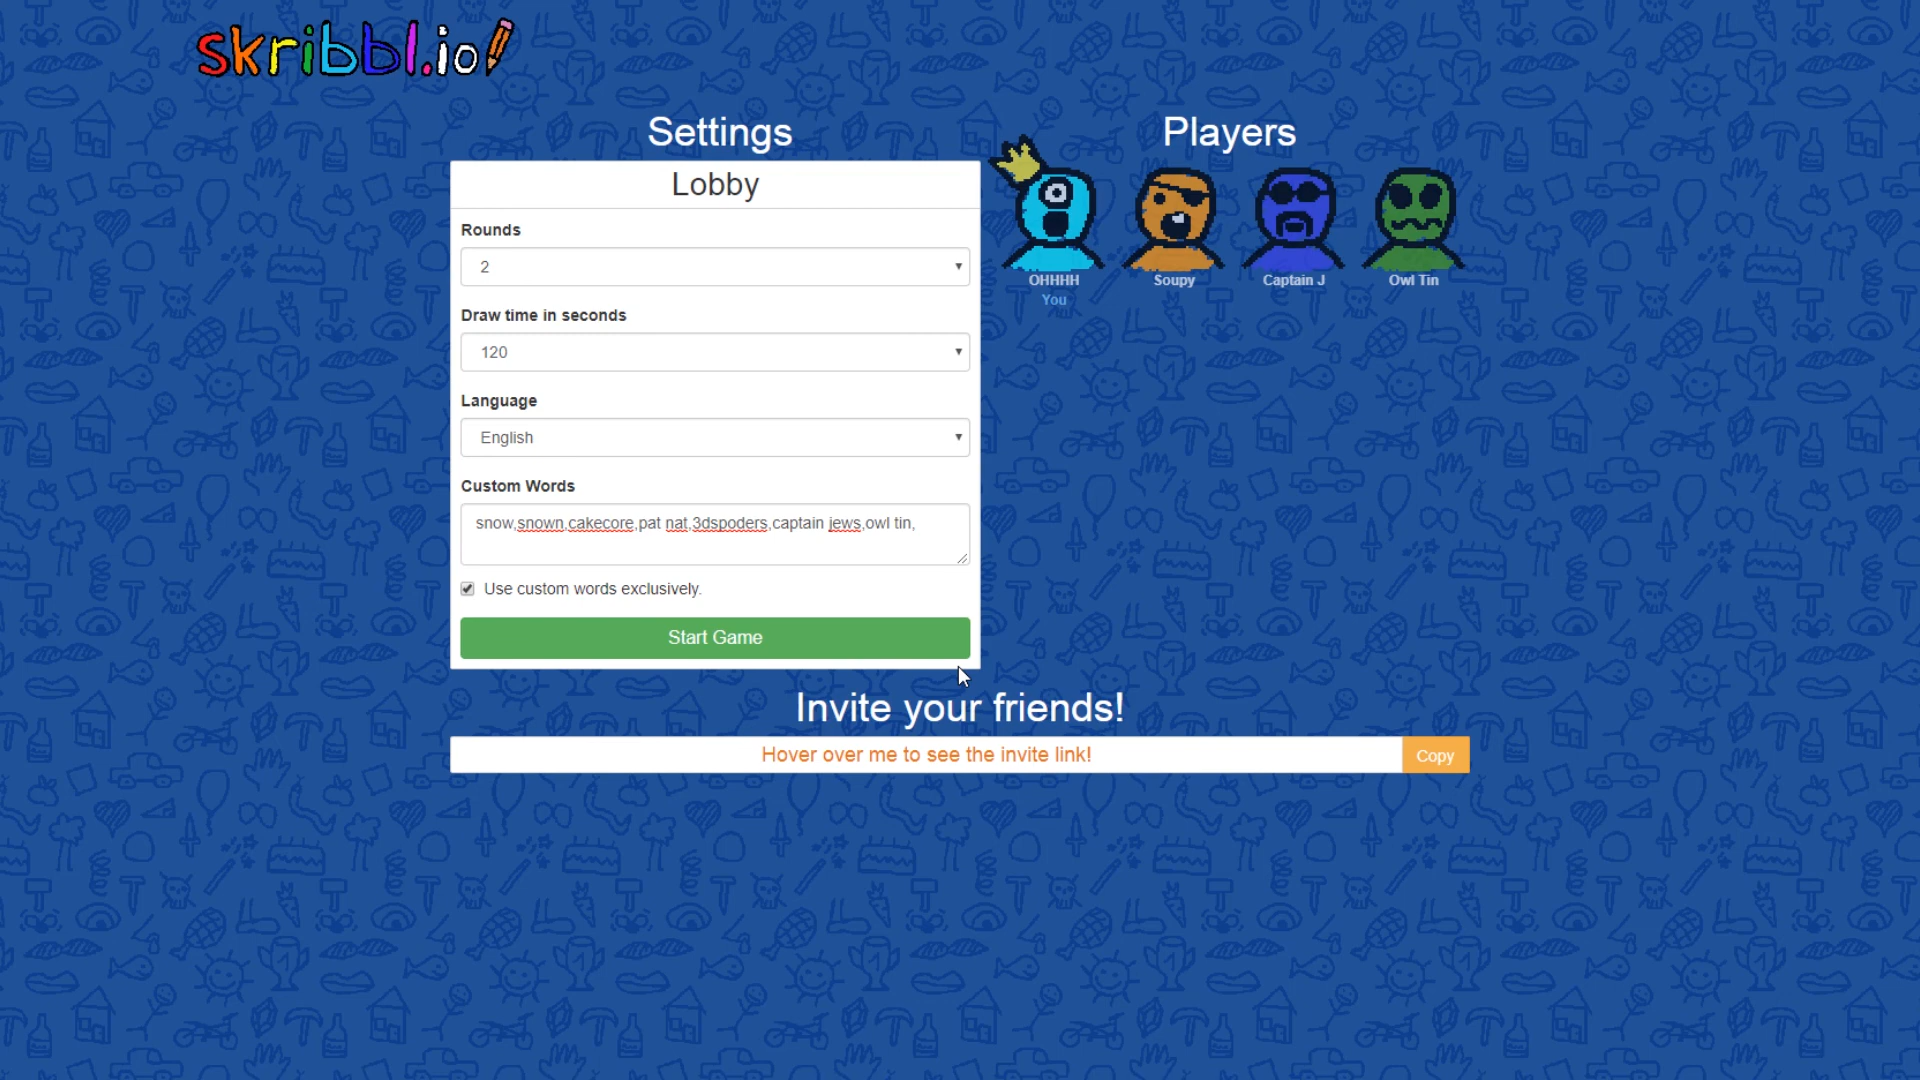 skribbl.io
Settings
Players
Lobby
Rounds
2
Draw time in seconds
120
Language
English
Custom Words
snow,snown,cakecore,pat nat,3dspoders,captain jews,owl tin,
Use custom words exclusively.
Start Game
OHHHH
You
Soupy
Captain J
Owl Tin
Invite your friends!
Hover over me to see the invite link!
Copy